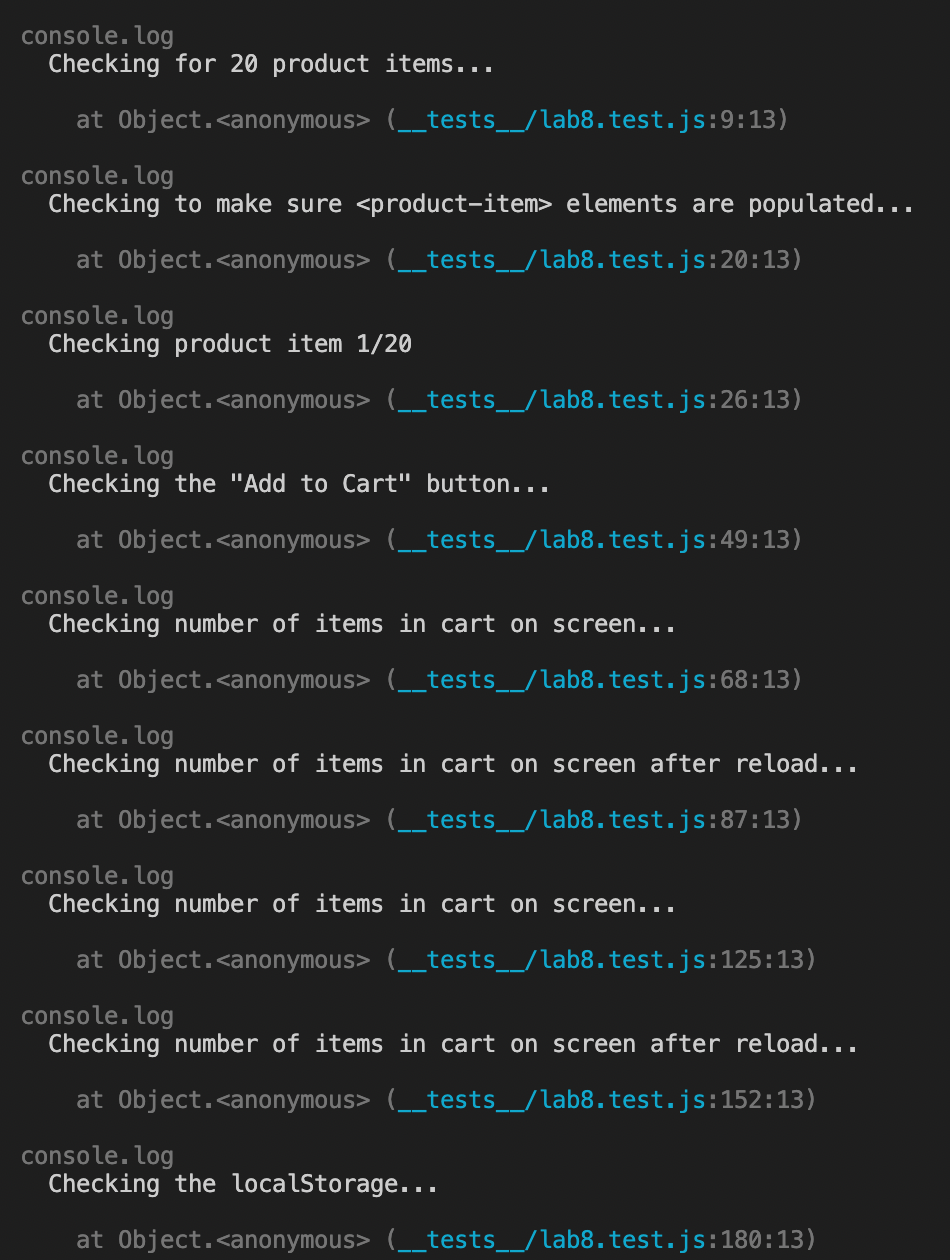 console.log
Checking for 20 product items...
at Object.<anonymous> (__tests__/lab8.test.js:9:13)
console.log
Checking to make sure <product-item> elements are populated...
at Object.<anonymous> (__tests__/lab8.test.js:20:13)
console.log
Checking product item 1/20
at Object.<anonymous> (__tests__/lab8.test.js:26:13)
console.log
Checking the "Add to Cart" button...
at Object.<anonymous> (__tests__/lab8.test.js:49:13)
console.log
Checking number of items in cart on screen...
at Object.<anonymous> (__tests__/lab8.test.js:68:13)
console.log
Checking number of items in cart on screen after reload...
at Object.<anonymous> (__tests__/lab8.test.js:87:13)
console.log
Checking number of items in cart on screen...
at Object.<anonymous> (__tests__/lab8.test.js:125:13)
console.log
Checking number of items in cart on screen after reload...
at Object.<anonymous> (__tests__/lab8.test.js:152:13)
console.log
Checking the localStorage...
at Object.<anonymous> (__tests__/lab8.test.js:180:13)